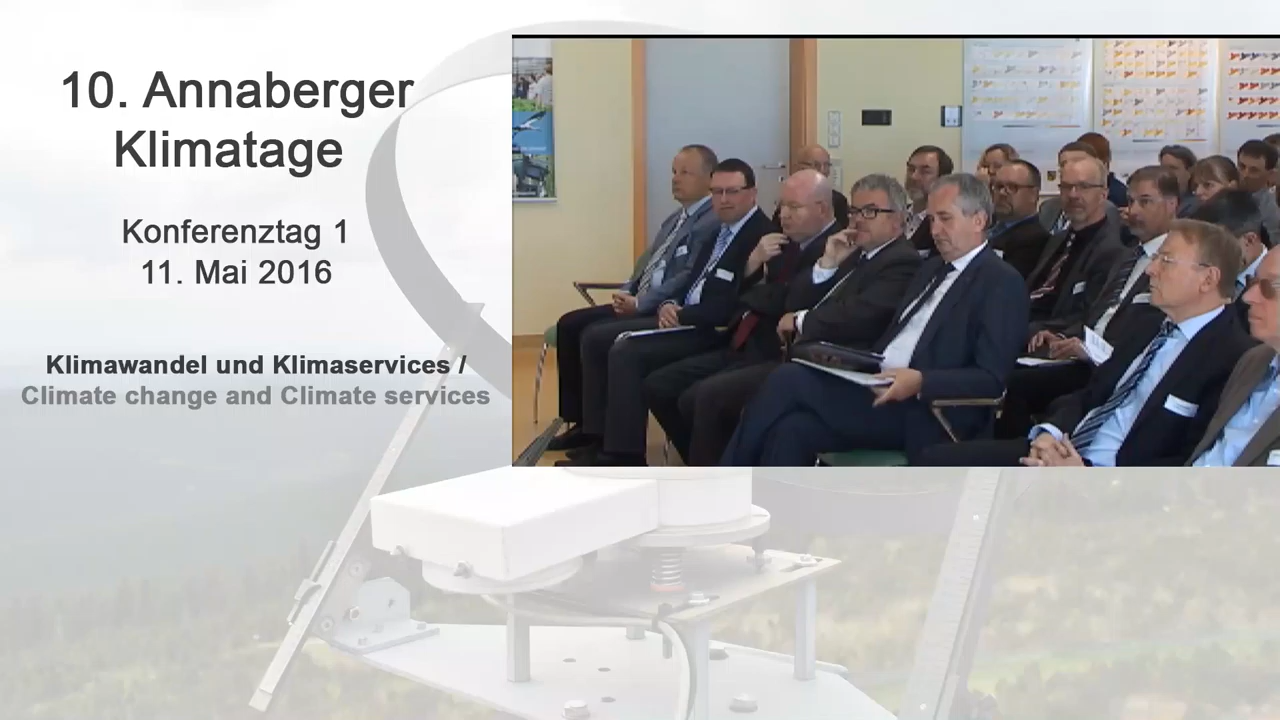 10. Annaberger
Klimatage
Konferenztag 1
11. Mai 2016
Klimawandel und Klimaservices /
Climate change and Climate services